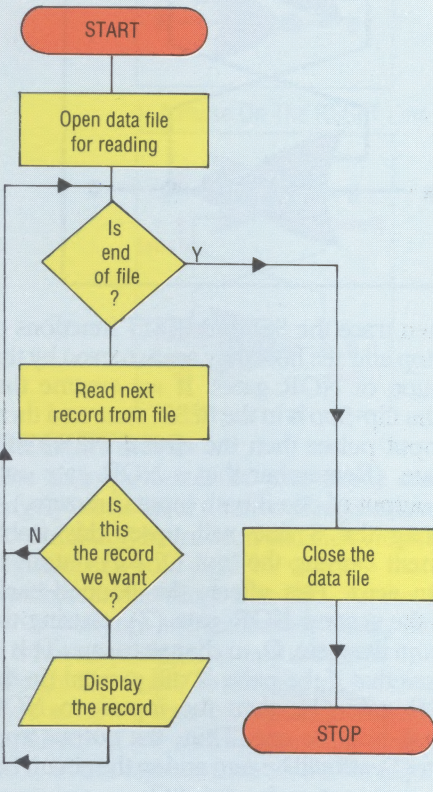 START
Open data file
for reading
Is
end
of file
?
Y
Read next
record from file
Is
this
the record
we want
?
N
Close the
data file
Display
the record
STOP